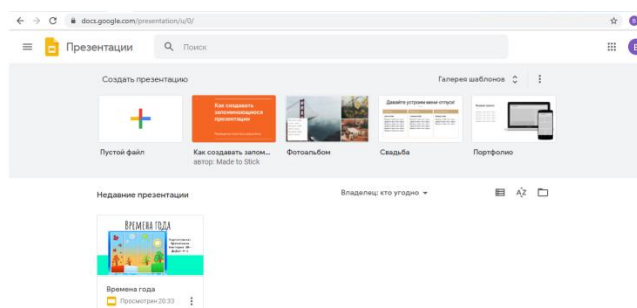 docs.google.com/presentation/u/0/
Презентации
Поиск
Создать презентацию
Галерея шаблонов
Как создавать
запоминающиеся
презентации
Давайте устроим мини-отпуск!
Пустой файл
Как создавать запом...
автор: Made to Stick
Фотоальбом
Свадьба
Портфолио
Недавние презентации
Владелец: кто угодно
ВРЕМЕНА ГОДА
Времена года
Просмотрен 20:33